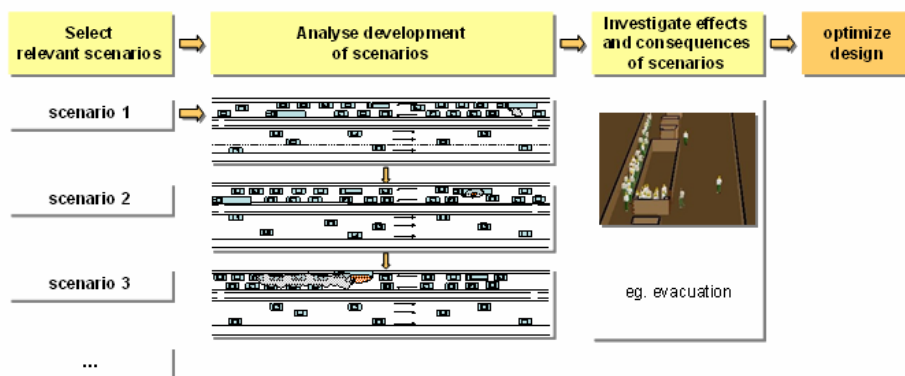 Select
relevant scenarios
Analyse development
of scenarios
Investigate effects
and consequences
of scenarios
optimize
design
scenario 1
scenario 2
scenario 3
...
eg. evacuation